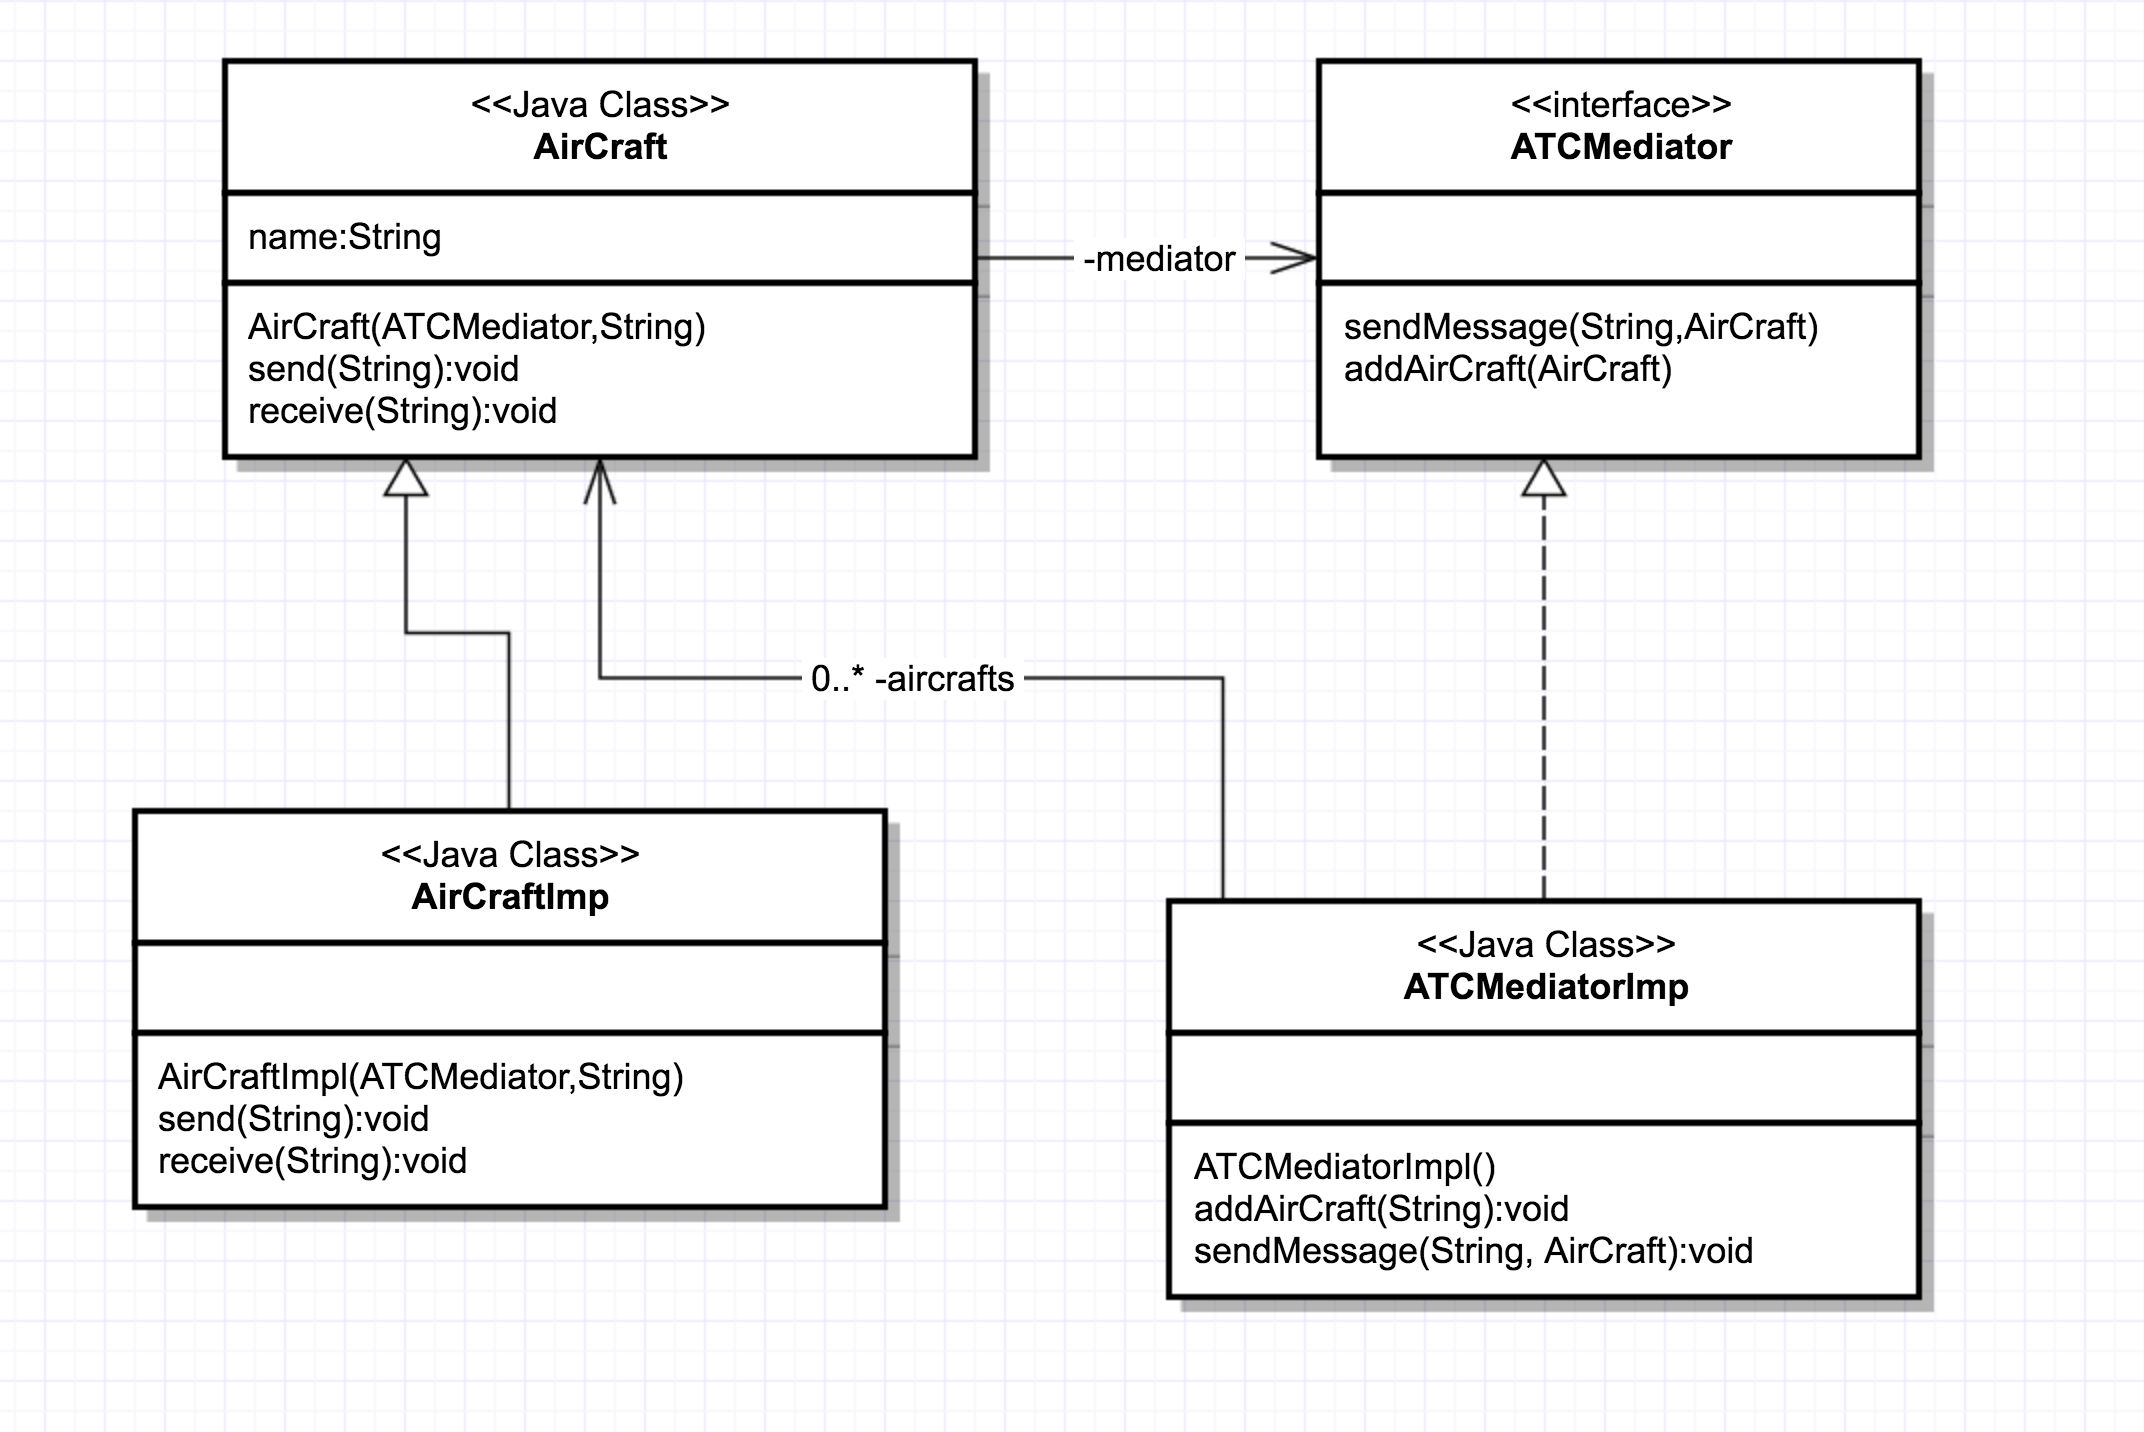 <<Java Class>>
AirCraft
name:String
AirCraft(ATCMediator,String)
send(String):void
receive(String):void
-mediator
<<interface>>
ATCMediator
sendMessage(String,AirCraft)
addAirCraft(AirCraft)
0..* -aircrafts
<<Java Class>>
AirCraftImp
AirCraftImpl(ATCMediator,String)
send(String):void
receive(String):void
<<Java Class>>
ATCMediatorImp
ATCMediatorImpl()
addAirCraft(String):void
sendMessage(String, AirCraft):void